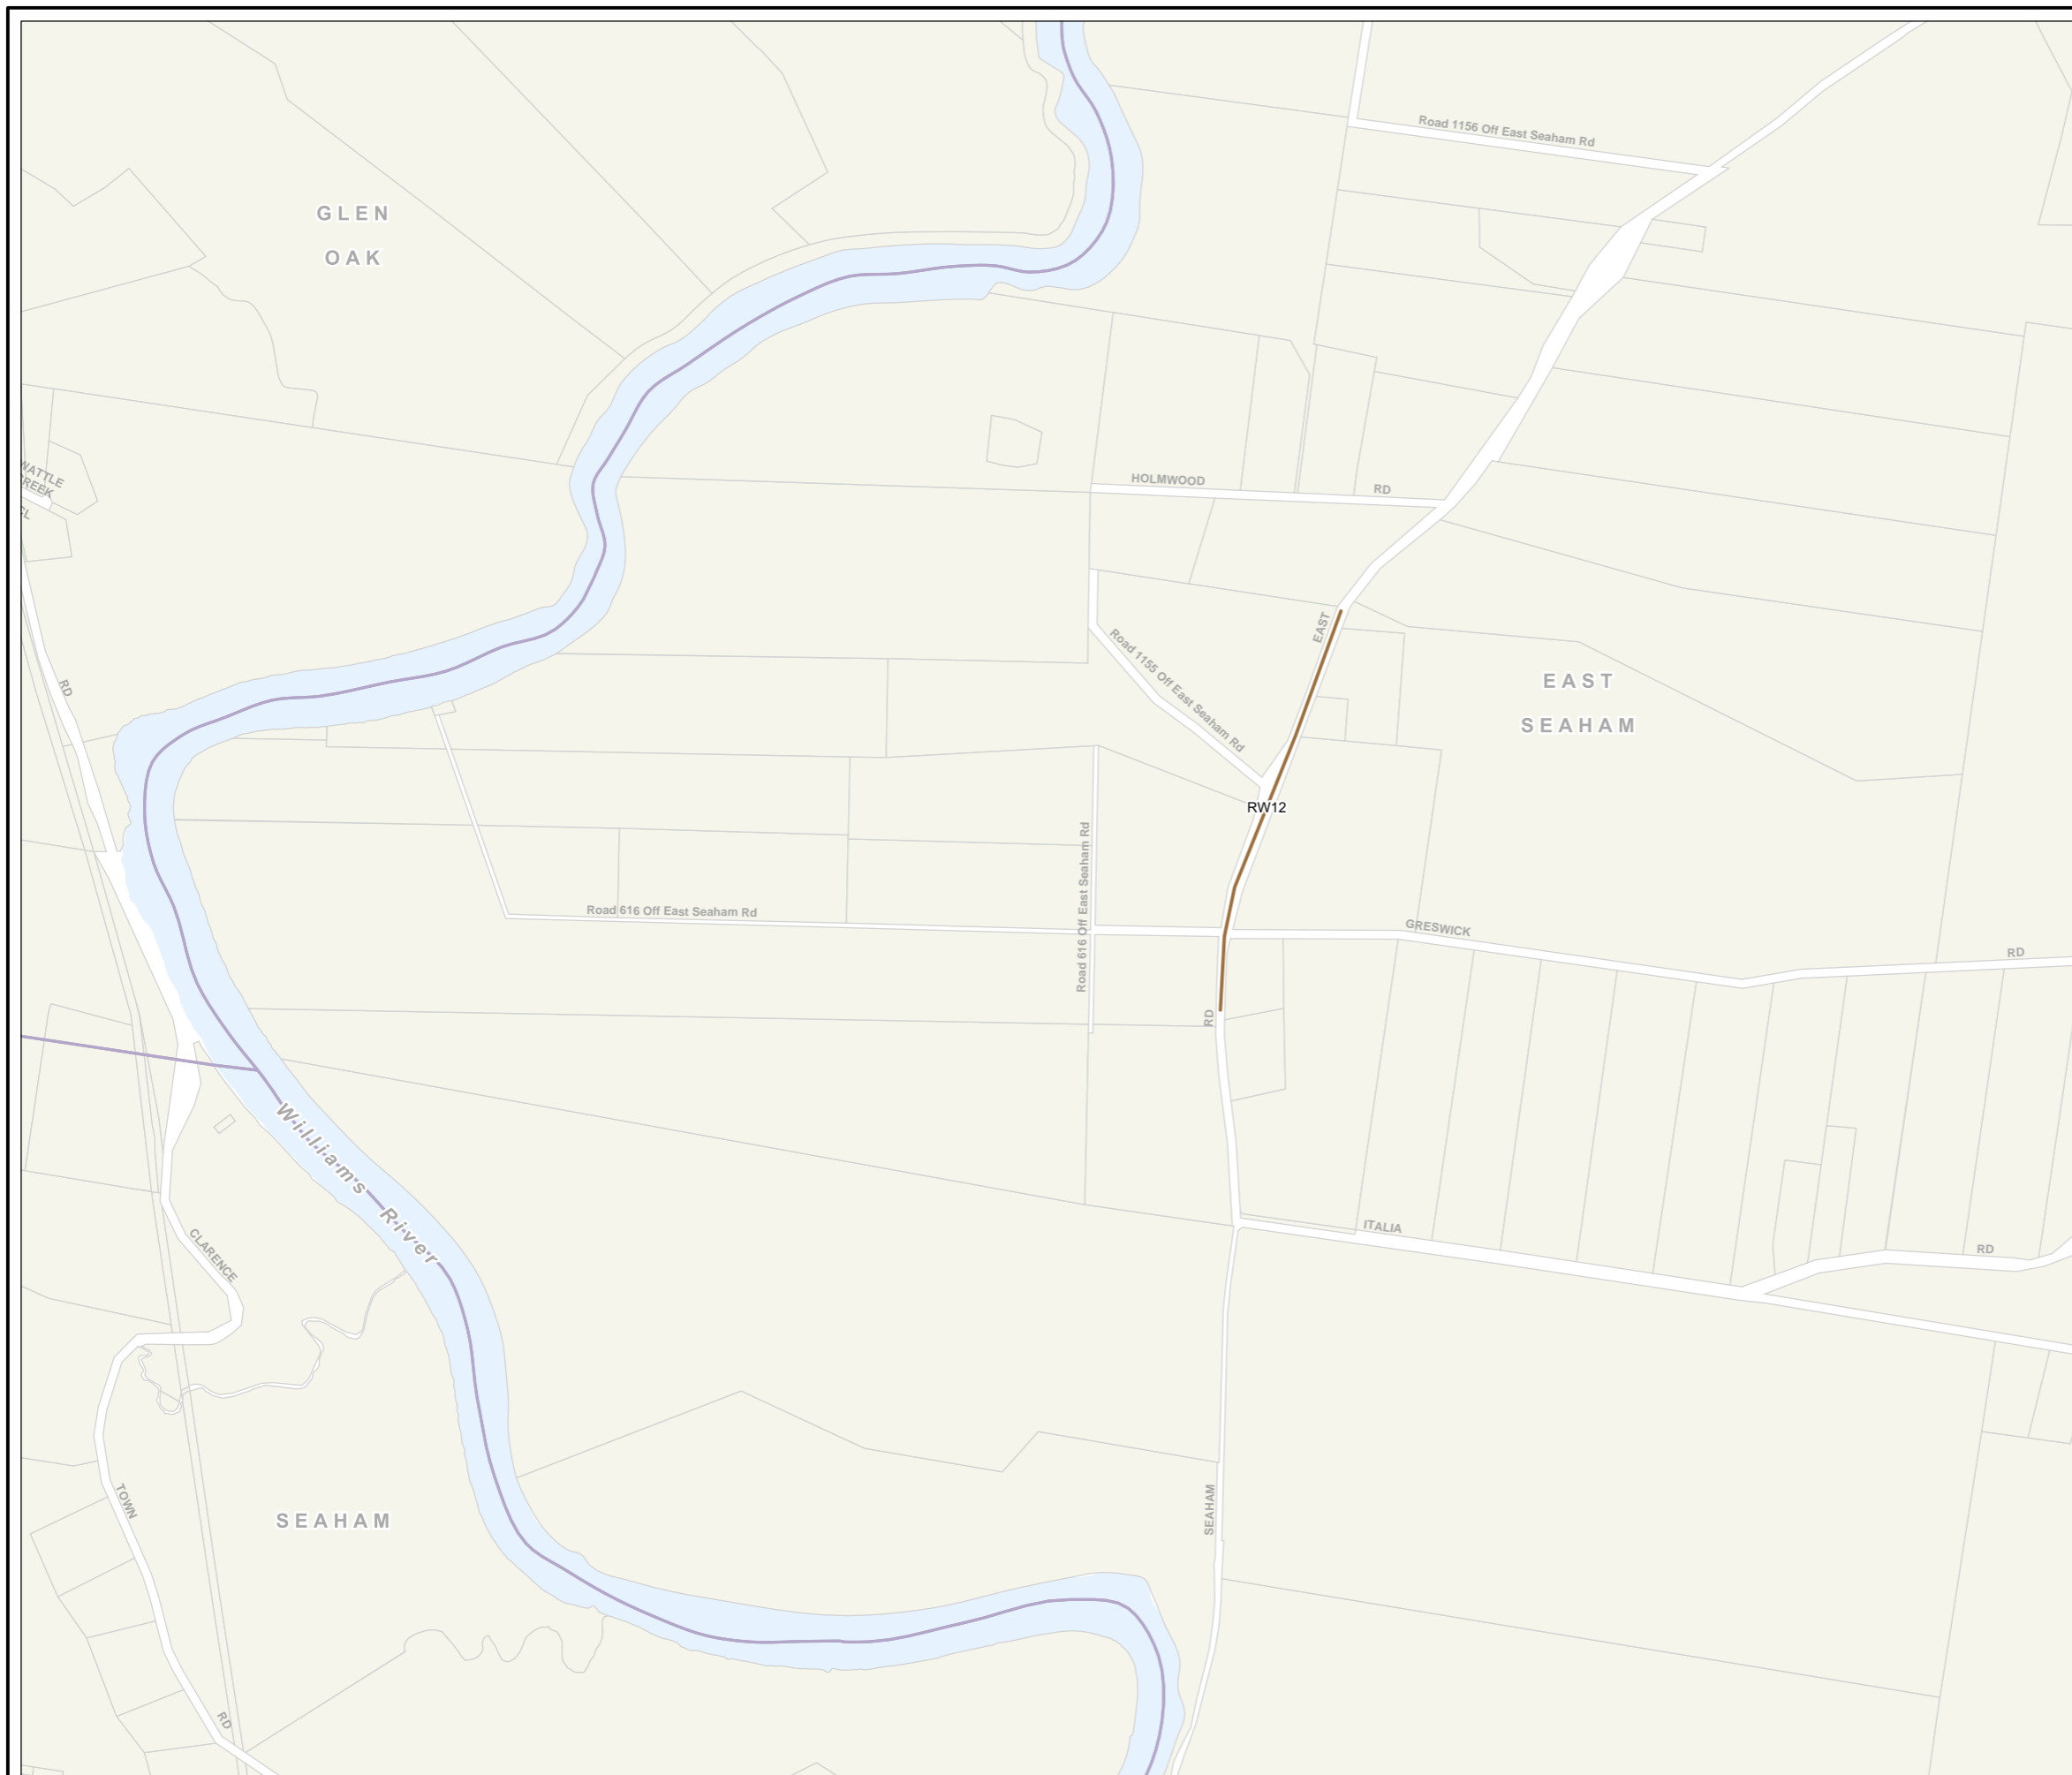 Road 1156 Off East Seaham Rd
GLEN
OAK
WATTLE
CREEK
CL
HOLMWOOD
RD
EAST
Road 1155 Off East Seaham Rd
RD
EAST
SEAHAM
RW12
Road 616 Off East Seaham Rd
Road 616 Off East Seaham Rd
GRESWICK
RD
RD
Williams River
CLARENCE
ITALIA
RD
TOWN
SEAHAM
SEAHAM
RD